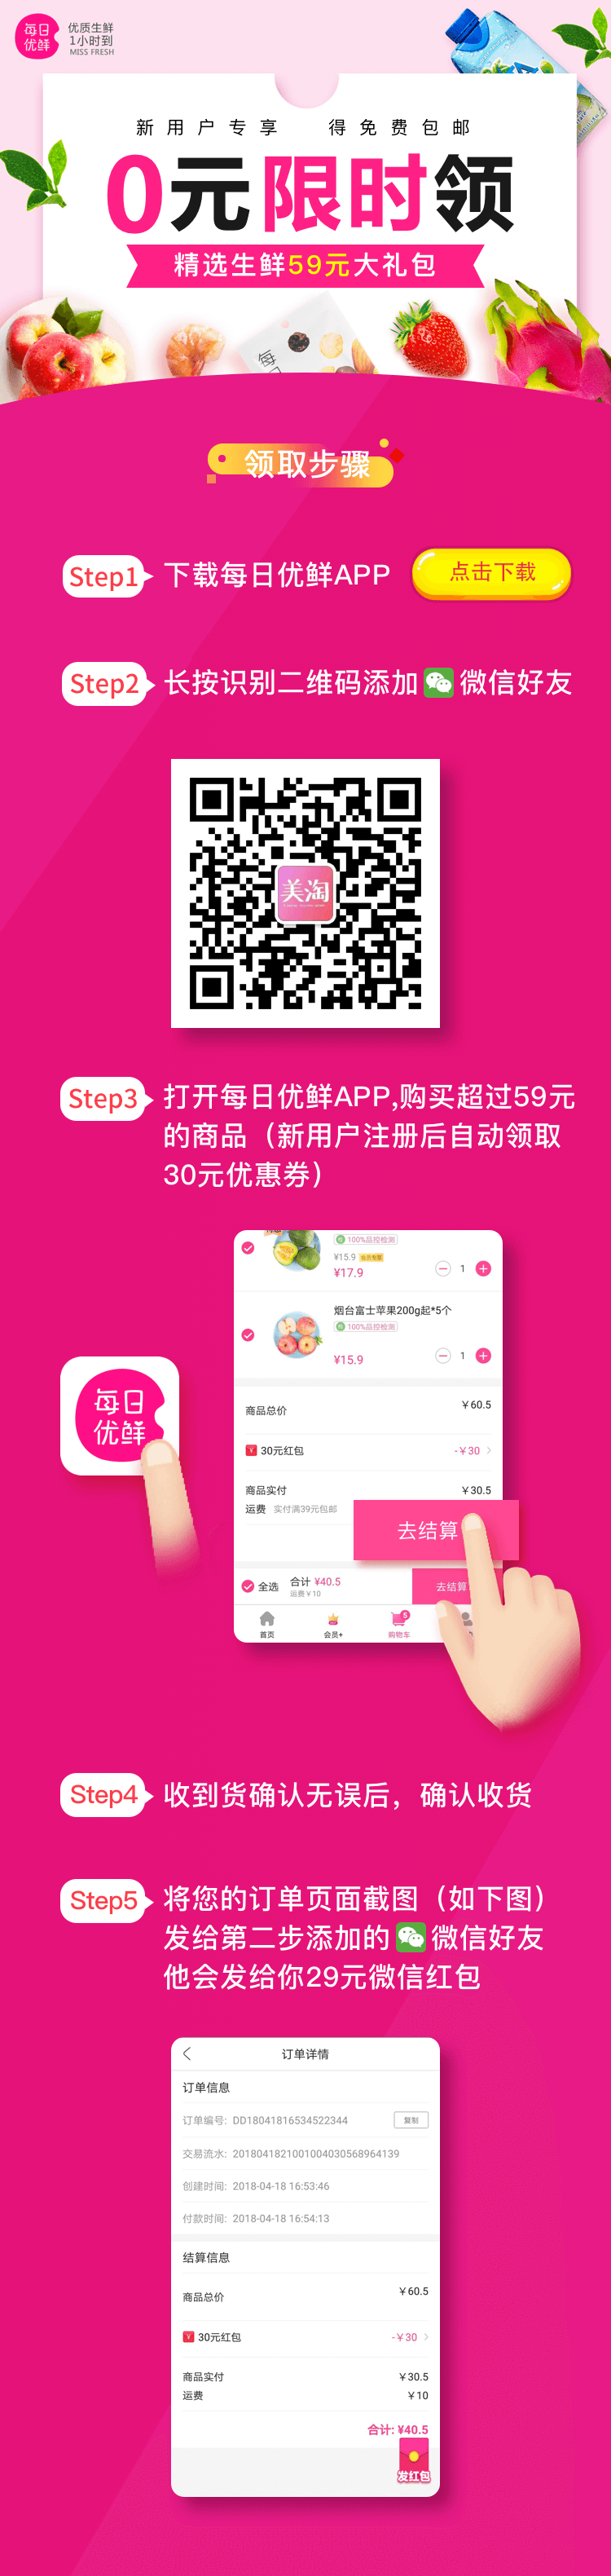 每日
优鲜
优质生鲜
1小时到
MISS FRESH
新用户专享 得免费包邮
0元限时领
精选生鲜59元大礼包
每
领取步骤
Step1
下载每日优鲜APP
点击下载
Step2
长按识别二维码添加
微信好友
美淘
Step3
打开每日优鲜APP,购买超过59元
的商品（新用户注册后自动领取
30元优惠券）
100%品控检测
¥15.9
¥17.9
1
烟台富士苹果200g起*5个
100%品控检测
¥15.9
1
每日
优鲜
商品总价
￥60.5
30元红包
-￥30
商品实付
￥30.5
运费 实付满39元包邮
去结算
全选
合计 ¥40.5
运费￥10
去结算
首页
会员+
5
购物车
Step4
收到货确认无误后，确认收货
Step5
将您的订单页面截图（如下图）
发给第二步添加的
微信好友
他会发给你29元微信红包
订单详情
订单信息
订单编号: DD18041816534522344
复制
交易流水: 2018041821001004030568964139
创建时间: 2018-04-18 16:53:46
付款时间: 2018-04-18 16:54:13
结算信息
商品总价
￥60.5
30元红包
-￥30
商品实付
￥30.5
运费
￥10
合计: ¥40.5
发红包